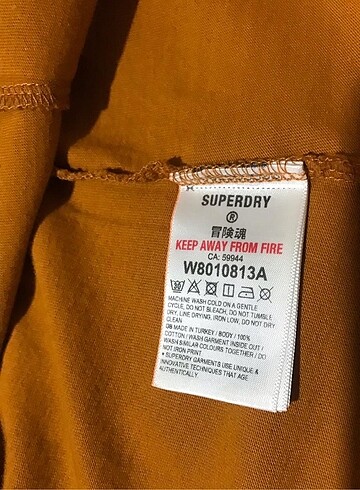 SUPERDRY
®
冒険魂
KEEP AWAY FROM FIRE
CA: 59944
W8010813A
MACHINE WASH COLD ON A GENTLE
CYCLE, DO NOT BLEACH, DO NOT TUMBLE
DRY, LINE DRYING, IRON LOW, DO NOT DRY
CLEAN
GB MADE IN TURKEY / BODY / 100%
COTTON / WASH GARMENT INSIDE OUT /
WASH SIMILAR COLOURS TOGETHER / DO
NOT IRON PRINT
• SUPERDRY GARMENTS USE UNIQUE &
INNOVATIVE TECHNIQUES THAT AGE
AUTHENTICALLY